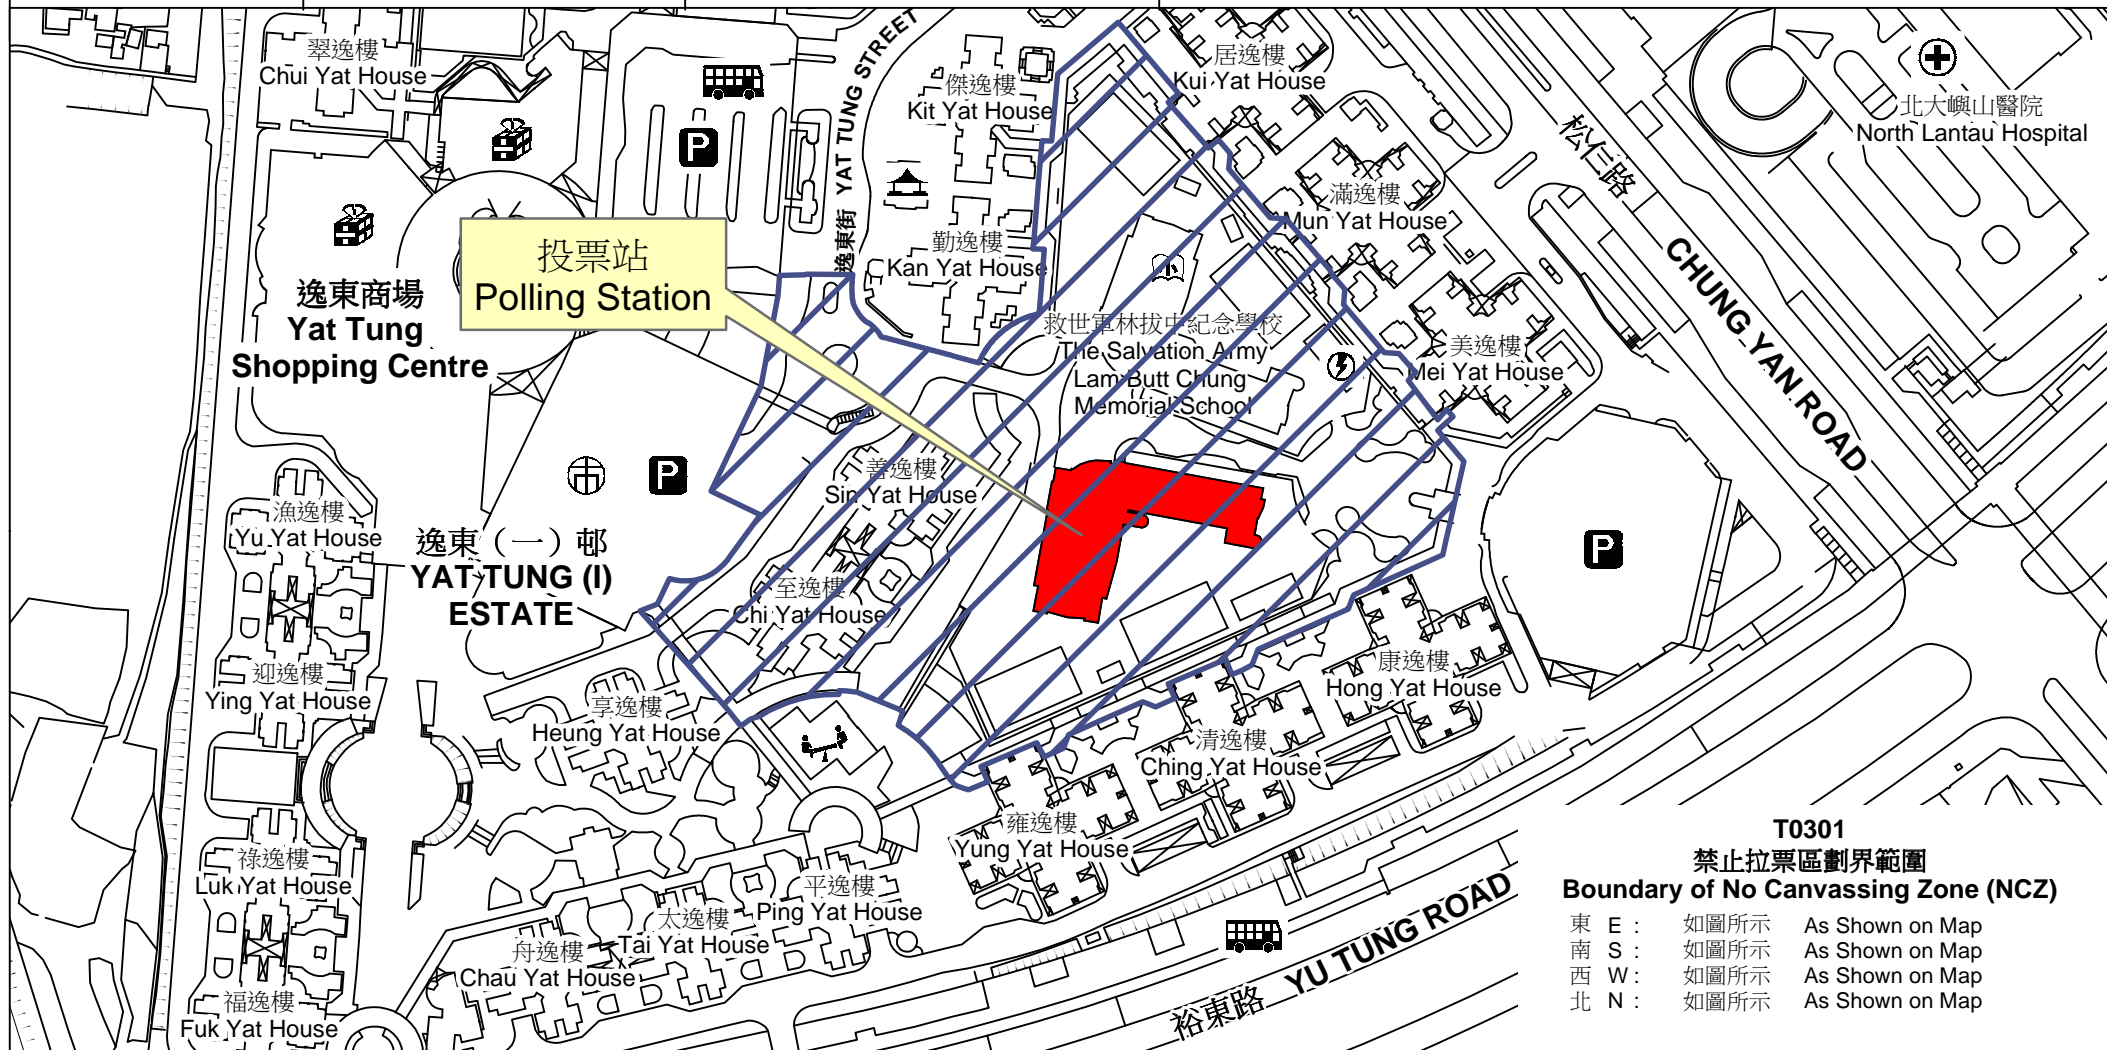 翠逸樓
Chui Yat House
傑逸樓
Kit Yat House
居逸樓
Kui Yat House
北大嶼山醫院
North Lantau Hospital
逸東街 YAT TUNG STREET
松仁路
CHUNG YAN ROAD
P
滿逸樓
Mun Yat House
勤逸樓
Kan Yat House
投票站
Polling Station
逸東商場
Yat Tung
Shopping Centre
救世軍林拔中紀念學校
The Salvation Army
Lam Butt Chung
Memorial School
美逸樓
Mei Yat House
善逸樓
Sin Yat House
P
漁逸樓
Yu Yat House
逸東（一）邨
YAT TUNG (I)
ESTATE
P
至逸樓
Chi Yat House
迎逸樓
Ying Yat House
享逸樓
Heung Yat House
康逸樓
Hong Yat House
清逸樓
Ching Yat House
雍逸樓
Yung Yat House
祿逸樓
Luk Yat House
平逸樓
Ping Yat House
太逸樓
Tai Yat House
舟逸樓
Chau Yat House
福逸樓
Fuk Yat House
裕東路 YU TUNG ROAD
T0301
禁止拉票區劃界範圍
Boundary of No Canvassing Zone (NCZ)
東 E : 如圖所示 As Shown on Map
南 S : 如圖所示 As Shown on Map
西 W : 如圖所示 As Shown on Map
北 N : 如圖所示 As Shown on Map